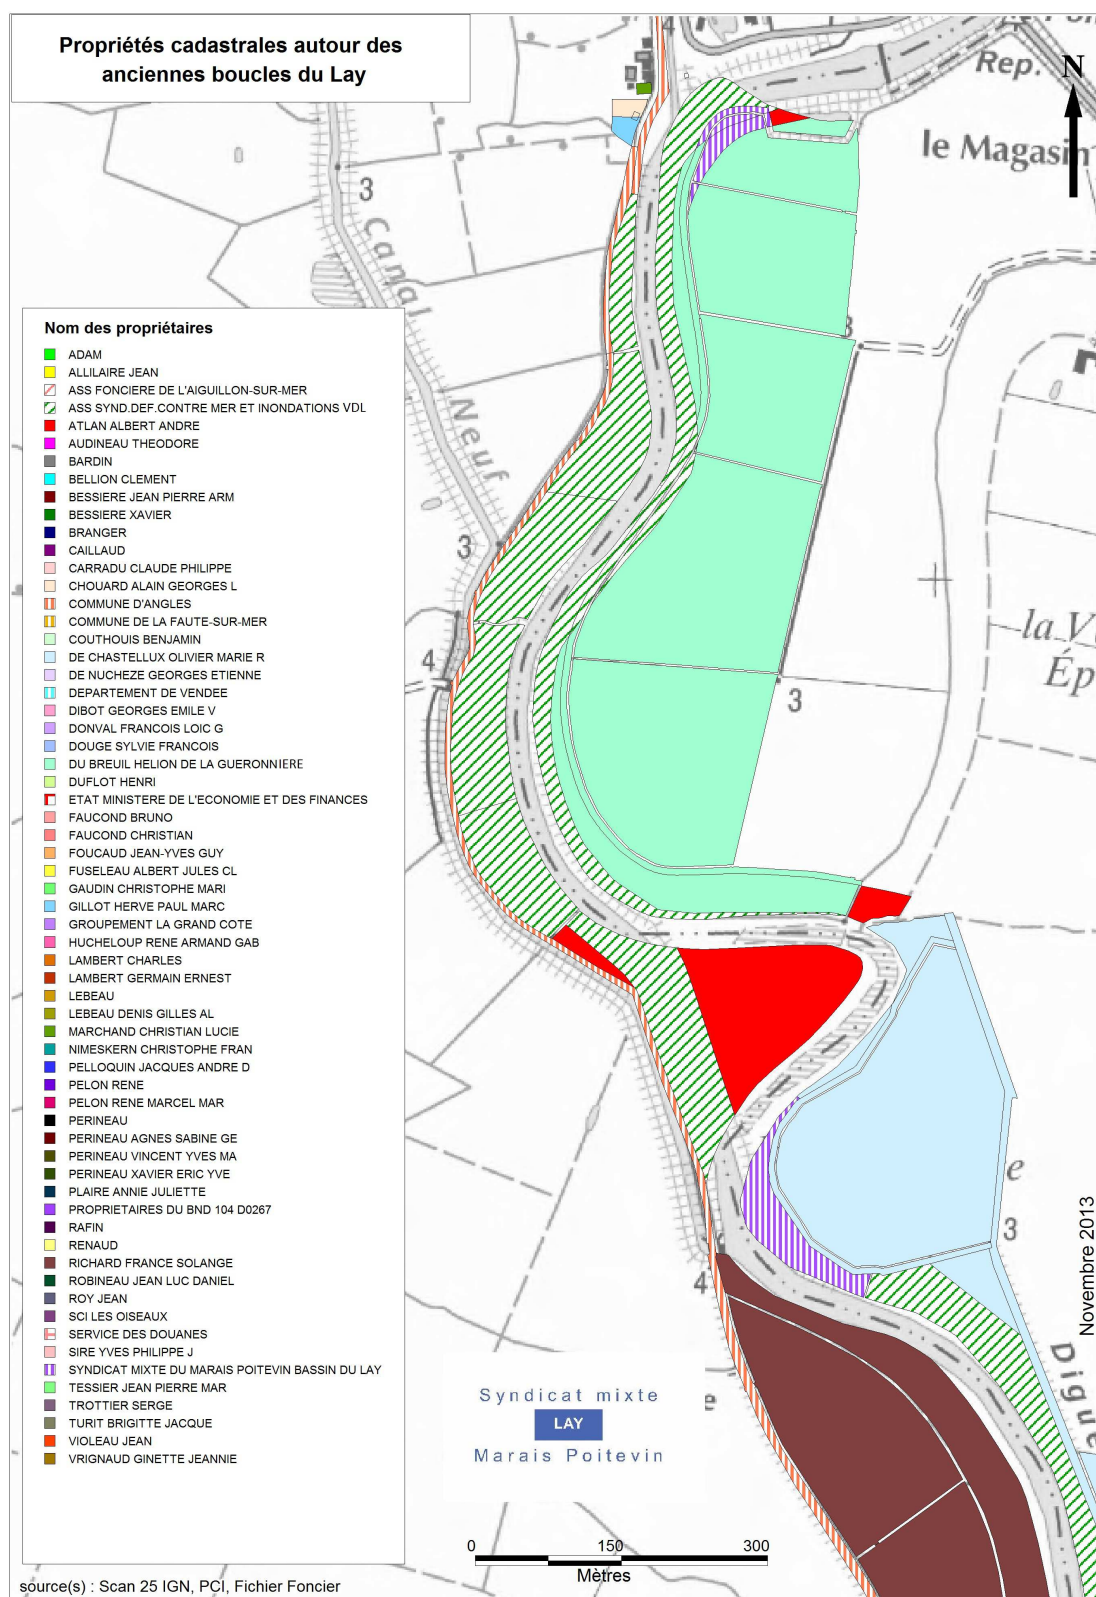 Propriétés cadastrales autour des
anciennes boucles du Lay
4
Rep.
N
le Magasin
3
Canal
Neuf
3
3
4
3
la V
Ép
e
3
4
Digue
e
Nom des propriétaires
ADAM
ALLILAIRE JEAN
ASS FONCIERE DE L'AIGUILLON-SUR-MER
ASS SYND.DEF.CONTRE MER ET INONDATIONS VDL
ATLAN ALBERT ANDRE
AUDINEAU THEODORE
BARDIN
BELLION CLEMENT
BESSIERE JEAN PIERRE ARM
BESSIERE XAVIER
BRANGER
CAILLAUD
CARRADU CLAUDE PHILIPPE
CHOUARD ALAIN GEORGES L
COMMUNE D'ANGLES
COMMUNE DE LA FAUTE-SUR-MER
COUTHOUIS BENJAMIN
DE CHASTELLUX OLIVIER MARIE R
DE NUCHEZE GEORGES ETIENNE
DEPARTEMENT DE VENDEE
DIBOT GEORGES EMILE V
DONVAL FRANCOIS LOIC G
DOUGE SYLVIE FRANCOIS
DU BREUIL HELION DE LA GUERONNIERE
DUFLOT HENRI
ETAT MINISTERE DE L'ECONOMIE ET DES FINANCES
FAUCOND BRUNO
FAUCOND CHRISTIAN
FOUCAUD JEAN-YVES GUY
FUSELEAU ALBERT JULES CL
GAUDIN CHRISTOPHE MARI
GILLOT HERVE PAUL MARC
GROUPEMENT LA GRAND COTE
HUCHELOUP RENE ARMAND GAB
LAMBERT CHARLES
LAMBERT GERMAIN ERNEST
LEBEAU
LEBEAU DENIS GILLES AL
MARCHAND CHRISTIAN LUCIE
NIMESKERN CHRISTOPHE FRAN
PELLOQUIN JACQUES ANDRE D
PELON RENE
PELON RENE MARCEL MAR
PERINEAU
PERINEAU AGNES SABINE GE
PERINEAU VINCENT YVES MA
PERINEAU XAVIER ERIC YVE
PLAIRE ANNIE JULIETTE
PROPRIETAIRES DU BND 104 D0267
RAFIN
RENAUD
RICHARD FRANCE SOLANGE
ROBINEAU JEAN LUC DANIEL
ROY JEAN
SCI LES OISEAUX
SERVICE DES DOUANES
SIRE YVES PHILIPPE J
SYNDICAT MIXTE DU MARAIS POITEVIN BASSIN DU LAY
TESSIER JEAN PIERRE MAR
TROTTIER SERGE
TURIT BRIGITTE JACQUE
VIOLEAU JEAN
VRIGNAUD GINETTE JEANNIE
Novembre 2013
Syndicat mixte
LAY
Marais Poitevin
0 150 300
Mètres
source(s) : Scan 25 IGN, PCI, Fichier Foncier